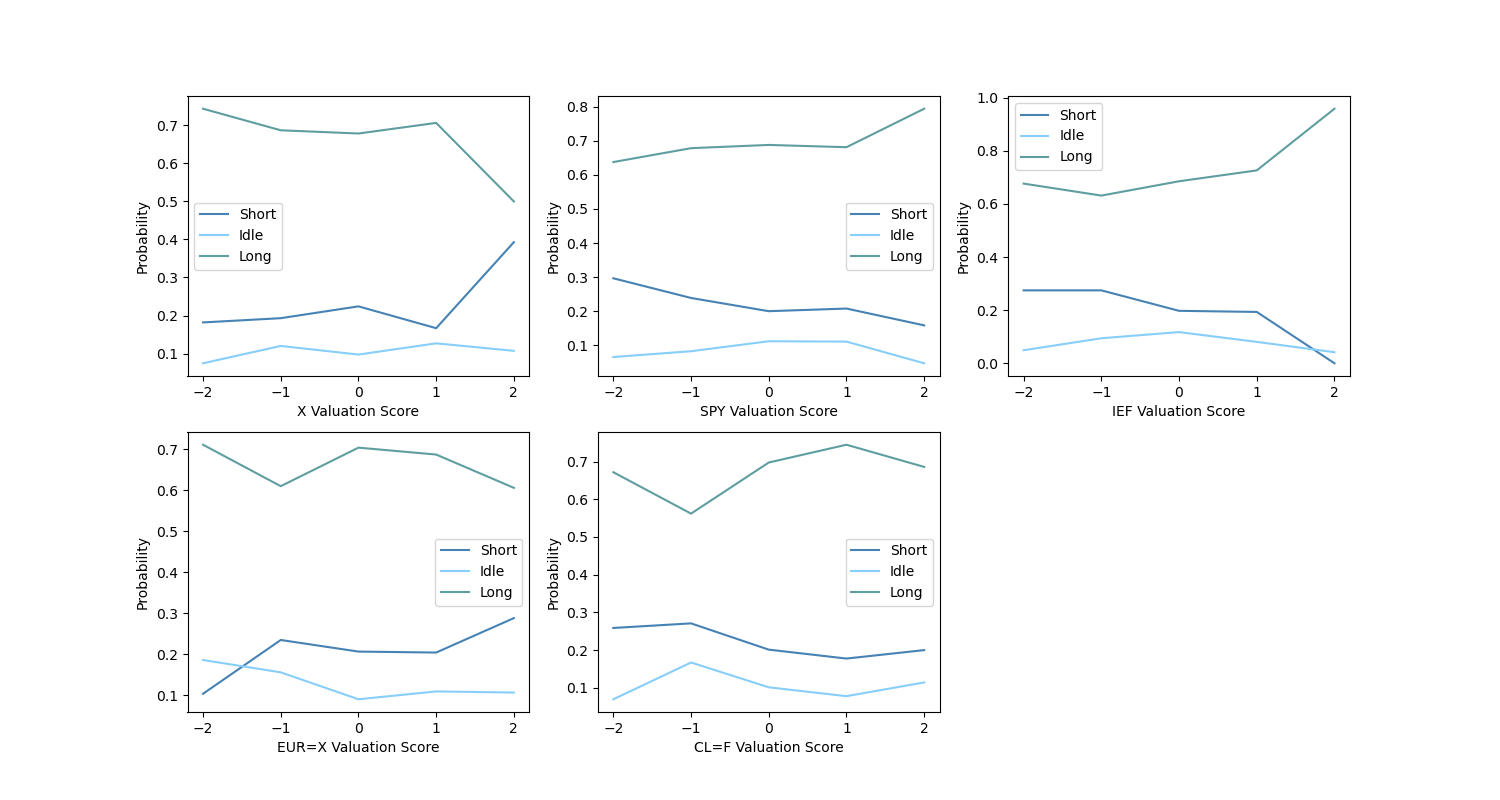 0.7
0.6
0.5
0.4
0.3
0.2
0.1
Probability
Short
Idle
Long
−2 −1 0 1 2
X Valuation Score
0.8
0.7
0.6
0.5
0.4
0.3
0.2
0.1
Probability
Short
Idle
Long
−2 −1 0 1 2
SPY Valuation Score
1.0
0.8
0.6
0.4
0.2
0.0
Probability
Short
Idle
Long
−2 −1 0 1 2
IEF Valuation Score
0.7
0.6
0.5
0.4
0.3
0.2
0.1
Probability
Short
Idle
Long
−2 −1 0 1 2
EUR=X Valuation Score
0.7
0.6
0.5
0.4
0.3
0.2
0.1
Probability
Short
Idle
Long
−2 −1 0 1 2
CL=F Valuation Score